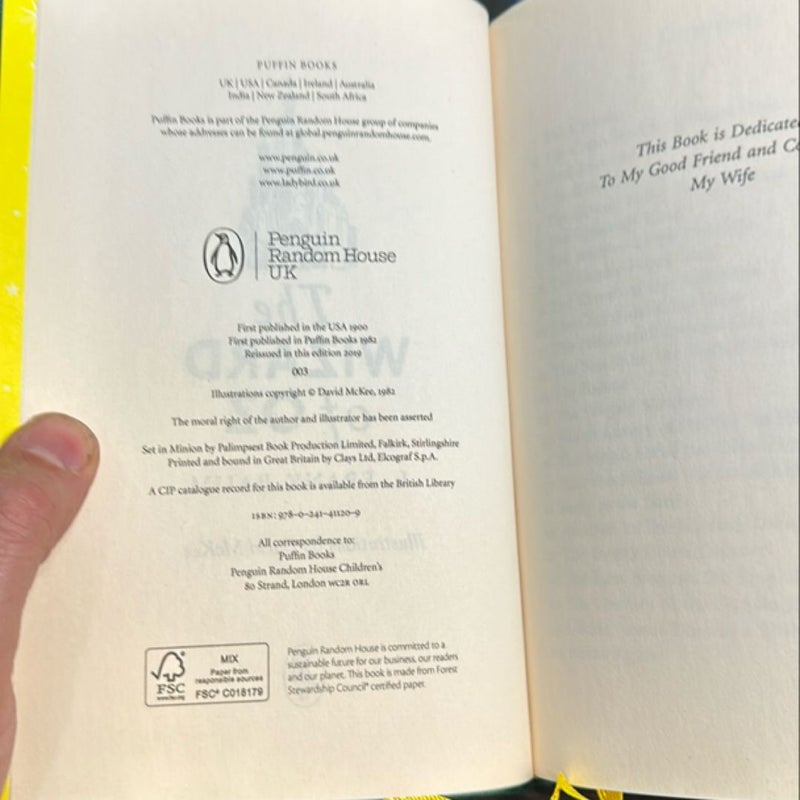 PUFFIN BOOKS
UK | USA | Canada | Ireland | Australia
India | New Zealand | South Africa
Puffin Books is part of the Penguin Random House group of companies
whose addresses can be found at global.penguinrandomhouse.com.
www.penguin.co.uk
www.puffin.co.uk
www.ladybird.co.uk
Penguin
Random House
UK
First published in the USA 1900
First published in Puffin Books 1982
Reissued in this edition 2019
003
Illustrations copyright © David McKee, 1982
The moral right of the author and illustrator has been asserted
Set in Minion by Palimpsest Book Production Limited, Falkirk, Stirlingshire
Printed and bound in Great Britain by Clays Ltd, Elcograf S.p.A.
A CIP catalogue record for this book is available from the British Library
ISBN: 978-0-241-41120-9
All correspondence to:
Puffin Books
Penguin Random House Children's
80 Strand, London WC2R 0RL
MIX
Paper from
responsible sources
FSC® C018179
FSC
www.fsc.org
Penguin Random House is committed to a
sustainable future for our business, our readers
and our planet. This book is made from Forest
Stewardship Council® certified paper.
This Book is Dedicated
To My Good Friend and
My Wife